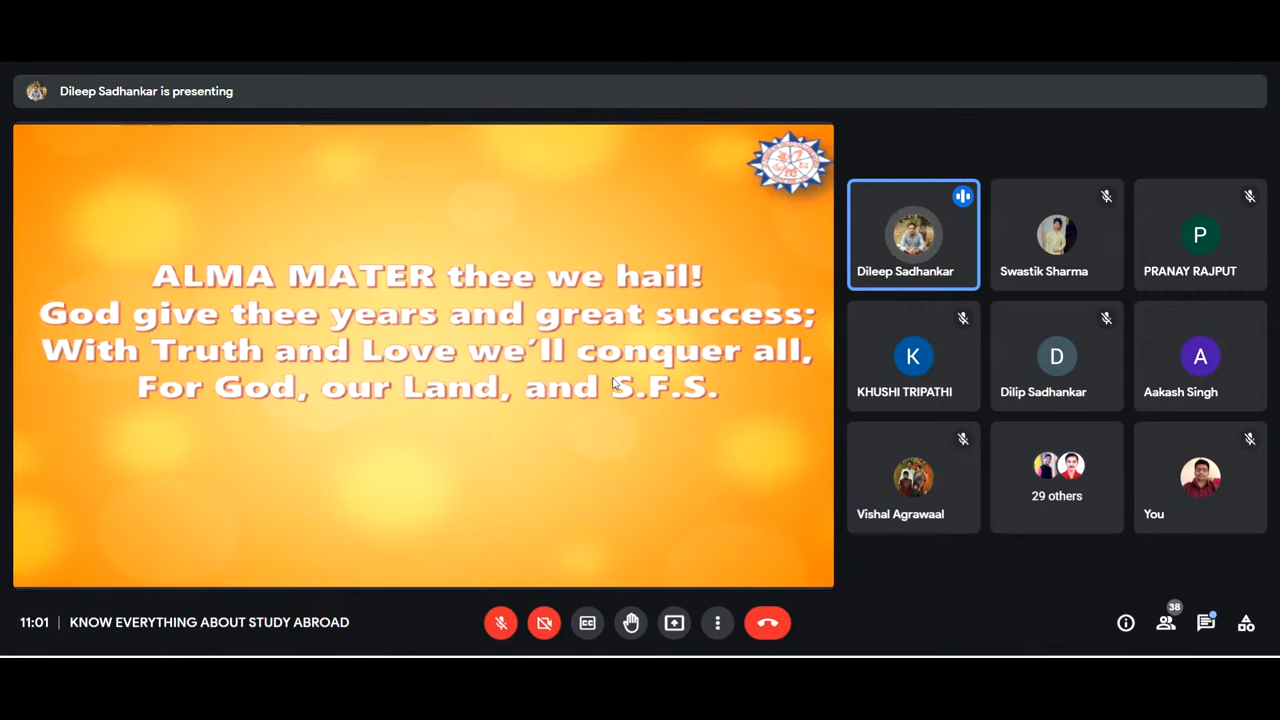 Dileep Sadhankar is presenting
ALMA MATER thee we hail!
God give thee years and great success;
With Truth and Love we'll conquer all,
For God, our Land, and S.F.S.
Dileep Sadhankar
Swastik Sharma
P
PRANAY RAJPUT
K
KHUSHI TRIPATHI
D
Dilip Sadhankar
A
Aakash Singh
Vishal Agrawaal
29 others
You
11:01 | KNOW EVERYTHING ABOUT STUDY ABROAD
CC
38